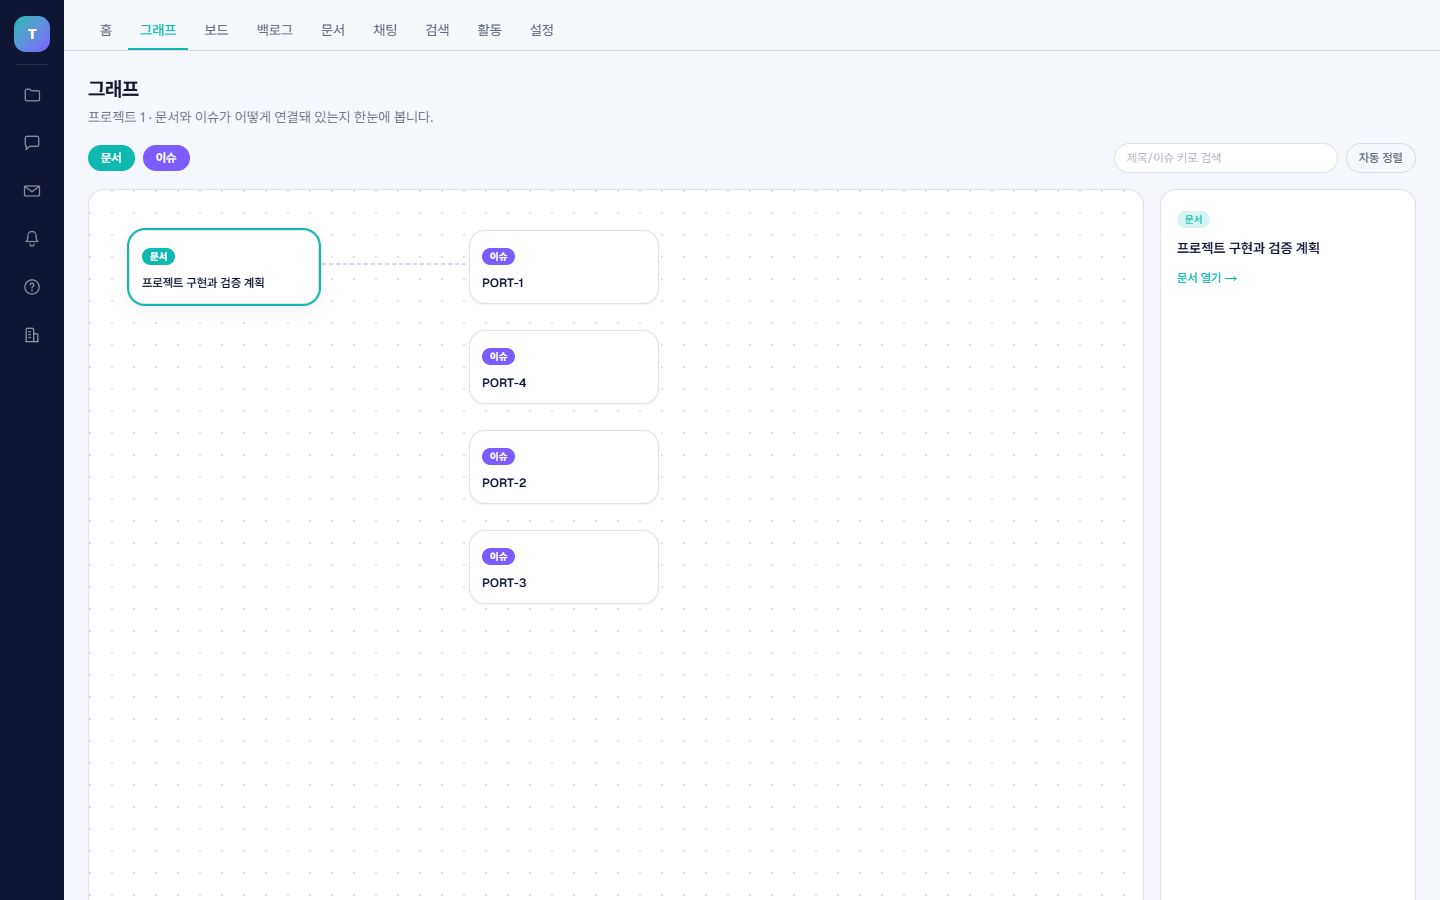 T
홈 그래프 보드 백로그 문서 채팅 검색 활동 설정
그래프
프로젝트 1 · 문서와 이슈가 어떻게 연결돼 있는지 한눈에 봅니다.
문서 이슈
제목/이슈 키로 검색
자동 정렬
문서
프로젝트 구현과 검증 계획
이슈
PORT-1
이슈
PORT-4
이슈
PORT-2
이슈
PORT-3
문서
프로젝트 구현과 검증 계획
문서 열기 →